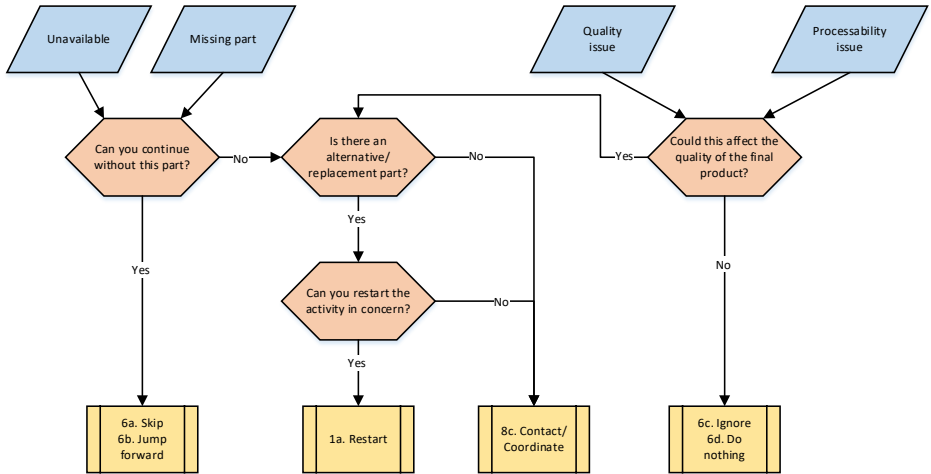 Unavailable
Missing part
Quality
issue
Processability
issue
Can you continue
without this part?
No
Is there an
alternative/
replacement part?
No
Yes
Could this affect the
quality of the final
product?
Yes
Yes
No
Can you restart the
activity in concern?
No
Yes
6a. Skip
6b. Jump
forward
1a. Restart
8c. Contact/
Coordinate
6c. Ignore
6d. Do
nothing